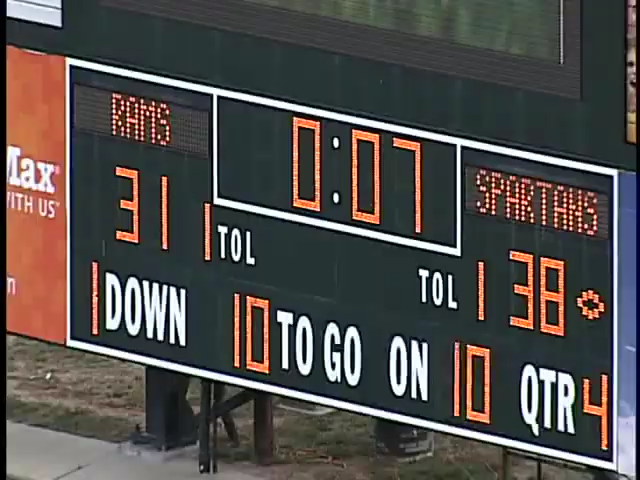 RAMS 0:07 SPARTANS
31 1 TOL TOL 1 38
1 DOWN 10 TO GO ON 10 QTR 4
Max
WITH US